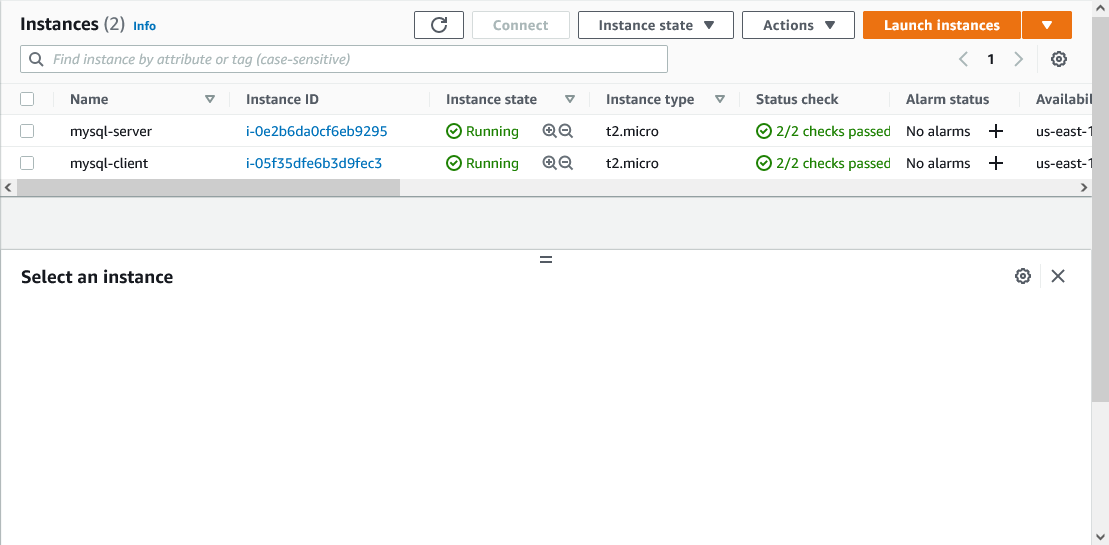 Instances (2) Info Connect Instance state Actions Launch instances
Find instance by attribute or tag (case-sensitive) 1
Name Instance ID Instance state Instance type Status check Alarm status Availabil
mysql-server i-0e2b6da0cf6eb9295 Running t2.micro 2/2 checks passed No alarms us-east-1
mysql-client i-05f35dfe6b3d9fec3 Running t2.micro 2/2 checks passed No alarms us-east-1
Select an instance